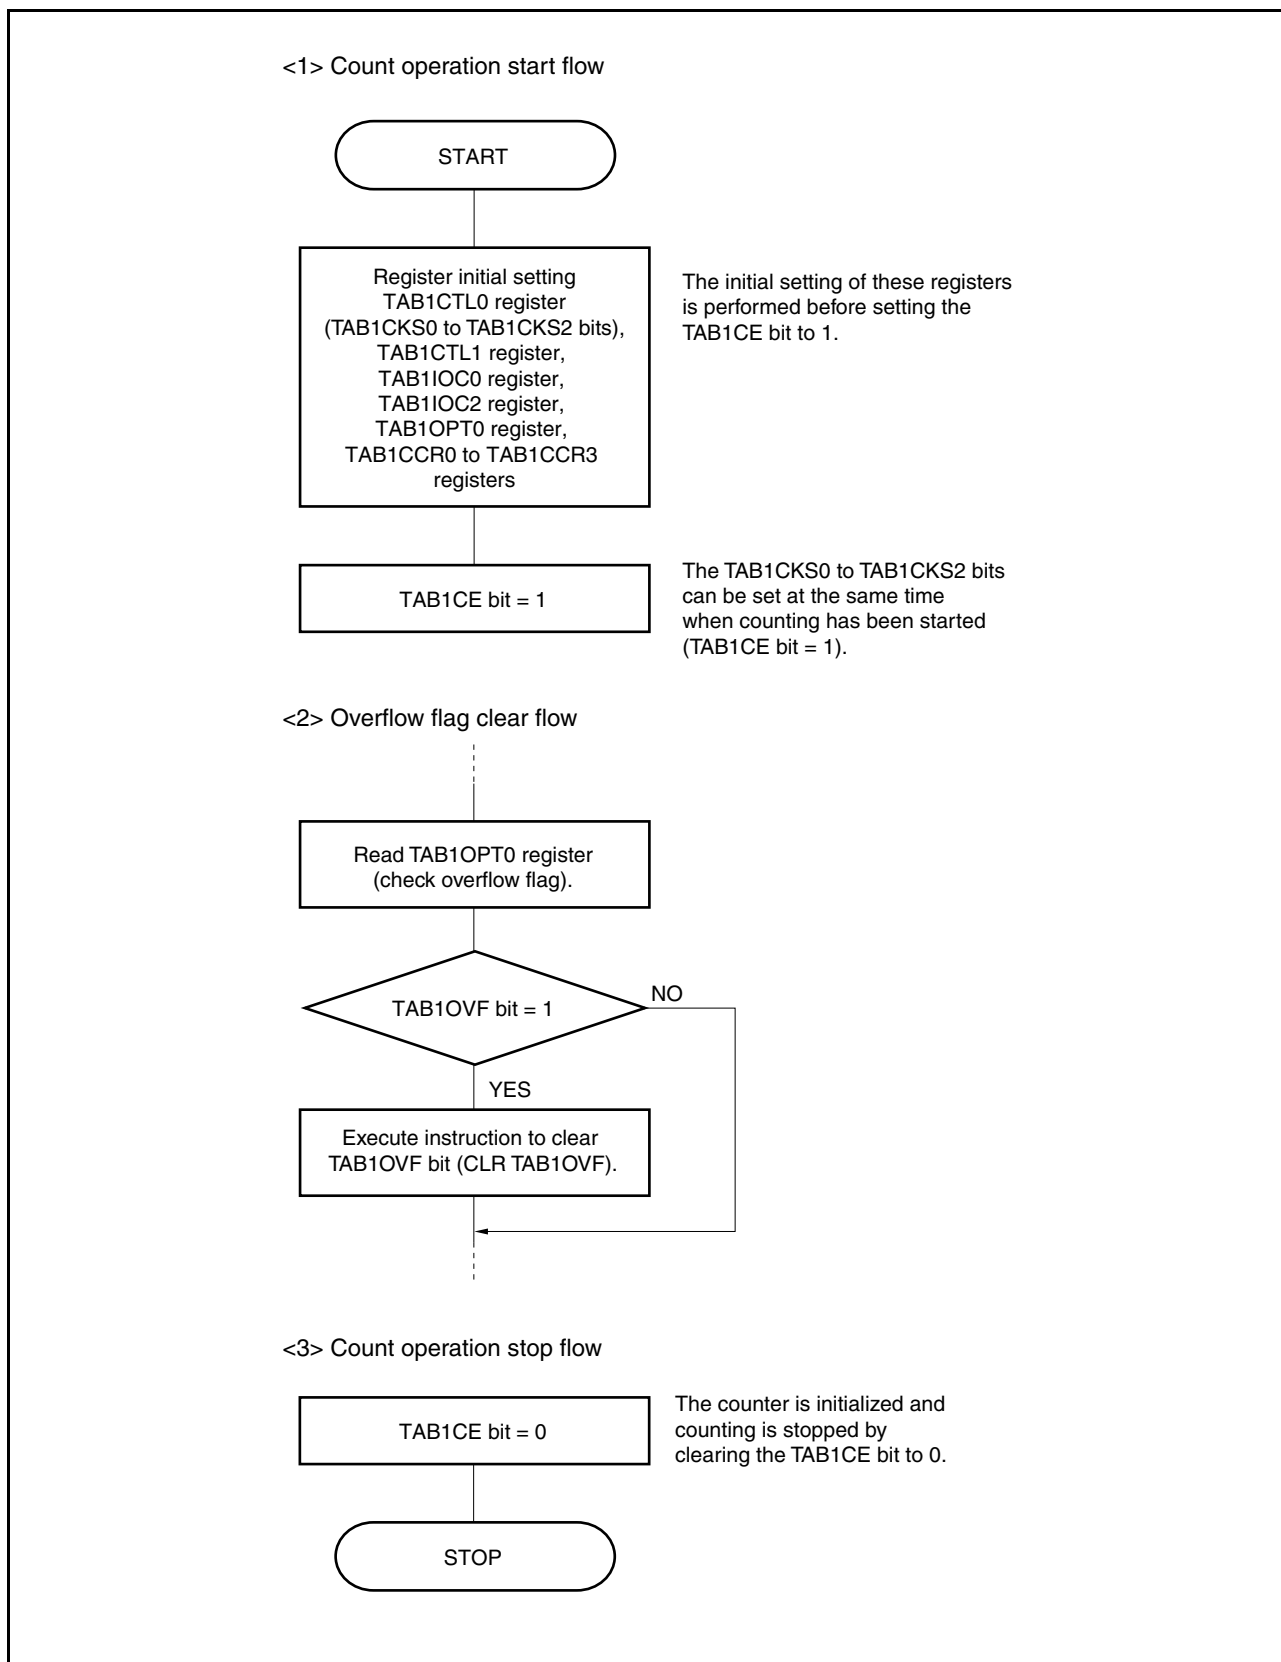 <1> Count operation start flow
START
Register initial setting
TAB1CTL0 register
(TAB1CKS0 to TAB1CKS2 bits),
TAB1CTL1 register,
TAB1IOC0 register,
TAB1IOC2 register,
TAB1OPT0 register,
TAB1CCR0 to TAB1CCR3
registers
The initial setting of these registers
is performed before setting the
TAB1CE bit to 1.
TAB1CE bit = 1
The TAB1CKS0 to TAB1CKS2 bits
can be set at the same time
when counting has been started
(TAB1CE bit = 1).
<2> Overflow flag clear flow
Read TAB1OPT0 register
(check overflow flag).
TAB1OVF bit = 1
NO
YES
Execute instruction to clear
TAB1OVF bit (CLR TAB1OVF).
<3> Count operation stop flow
TAB1CE bit = 0
The counter is initialized and
counting is stopped by
clearing the TAB1CE bit to 0.
STOP